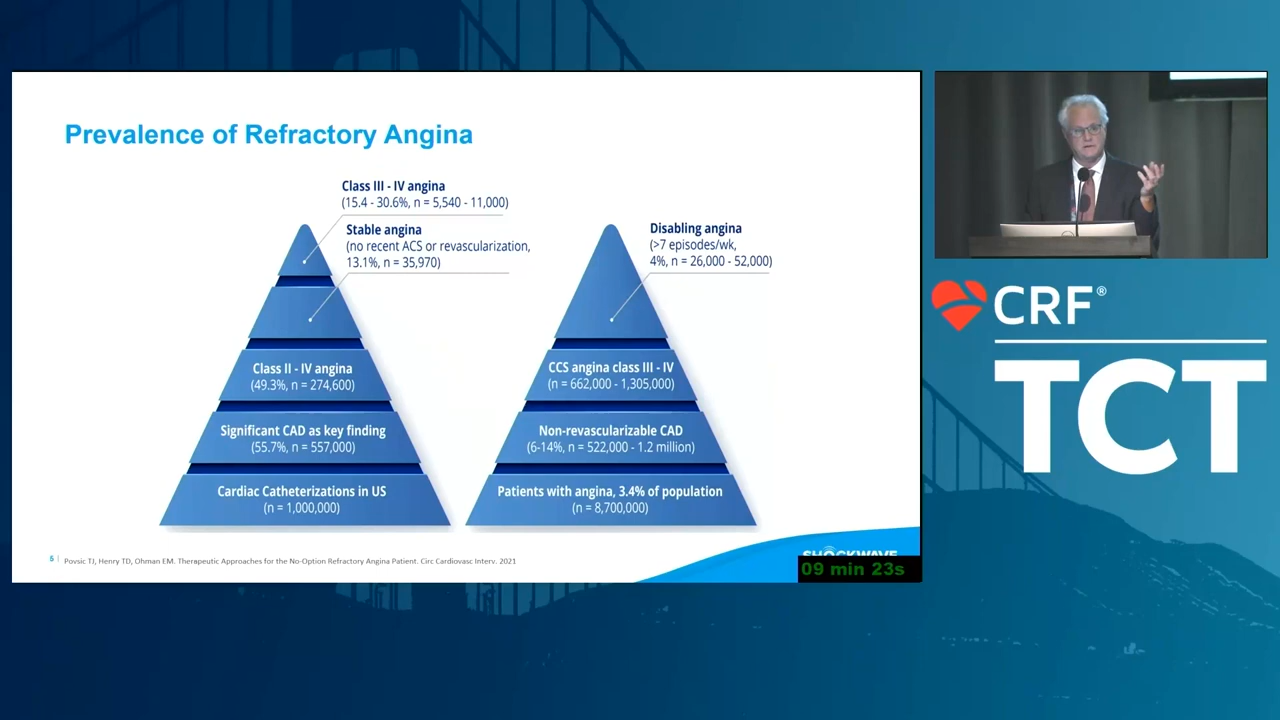 Prevalence of Refractory Angina
Class III - IV angina
(15.4 - 30.6%, n = 5,540 - 11,000)
Stable angina
(no recent ACS or revascularization,
13.1%, n = 35,970)
Class II - IV angina
(49.3%, n = 274,600)
Significant CAD as key finding
(55.7%, n = 557,000)
Cardiac Catheterizations in US
(n = 1,000,000)
Disabling angina
(>7 episodes/wk,
4%, n = 26,000 - 52,000)
CCS angina class III - IV
(n = 662,000 - 1,305,000)
Non-revascularizable CAD
(6-14%, n = 522,000 - 1.2 million)
Patients with angina, 3.4% of population
(n = 8,700,000)
5 | Povsic TJ, Henry TD, Ohman EM. Therapeutic Approaches for the No-Option Refractory Angina Patient. Circ Cardiovasc Interv. 2021
SHOCKWAVE
09 min 23s
CRF®
TCT